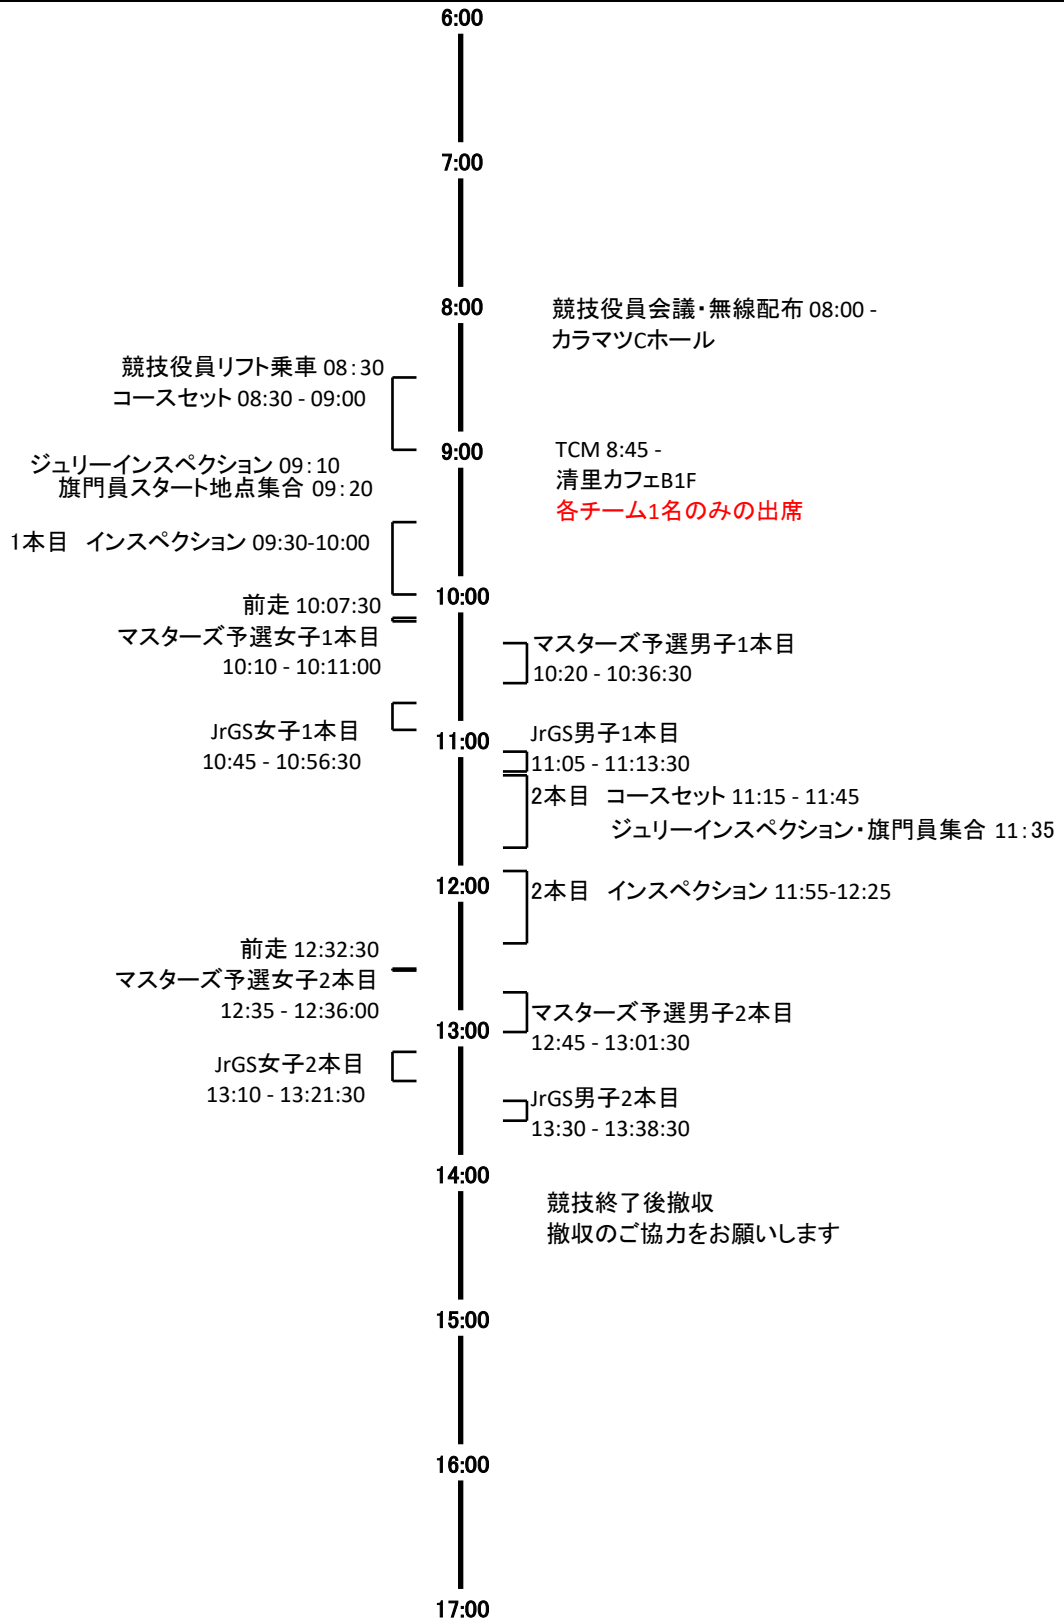 6:00
7:00
8:00
競技役員会議・無線配布 08:00 -
カラマツCホール
競技役員リフト乗車 08:30
コースセット 08:30 - 09:00
9:00
TCM 8:45 -
清里カフェB1F
各チーム1名のみの出席
ジュリーインスペクション 09:10
旗門員スタート地点集合 09:20
1本目　インスペクション 09:30-10:00
10:00
前走 10:07:30
マスターズ予選女子1本目
10:10 - 10:11:00
マスターズ予選男子1本目
10:20 - 10:36:30
JrGS女子1本目
10:45 - 10:56:30
11:00
JrGS男子1本目
11:05 - 11:13:30
2本目　コースセット 11:15 - 11:45
ジュリーインスペクション・旗門員集合 11:35
12:00
2本目　インスペクション 11:55-12:25
前走 12:32:30
マスターズ予選女子2本目
12:35 - 12:36:00
マスターズ予選男子2本目
12:45 - 13:01:30
13:00
JrGS女子2本目
13:10 - 13:21:30
JrGS男子2本目
13:30 - 13:38:30
14:00
競技終了後撤収
撤収のご協力をお願いします
15:00
16:00
17:00